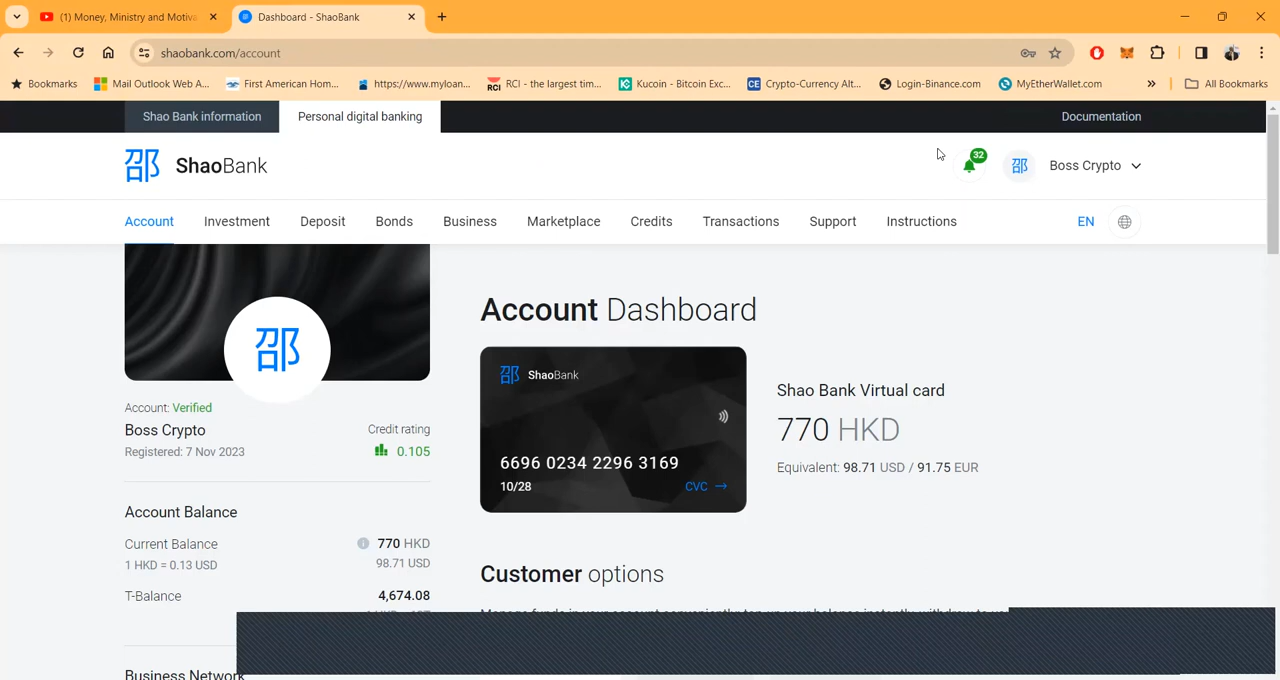 (1) Money, Ministry and Motiva
Dashboard - ShaoBank
shaobank.com/account
Bookmarks
Mail Outlook Web A...
First American Hom...
https://www.myloan...
RCI - the largest tim...
Kucoin - Bitcoin Exc...
Crypto-Currency Alt...
Login-Binance.com
MyEtherWallet.com
»
All Bookmarks
Shao Bank information
Personal digital banking
Documentation
邵 ShaoBank
32
邵
Boss Crypto
Account
Investment
Deposit
Bonds
Business
Marketplace
Credits
Transactions
Support
Instructions
EN
邵
Account: Verified
Boss Crypto
Registered: 7 Nov 2023
Credit rating
0.105
Account Balance
Current Balance
770 HKD
1 HKD = 0.13 USD
98.71 USD
T-Balance
4,674.08
Business Network
Account Dashboard
邵 ShaoBank
6696 0234 2296 3169
10/28
CVC →
Shao Bank Virtual card
770 HKD
Equivalent: 98.71 USD / 91.75 EUR
Customer options